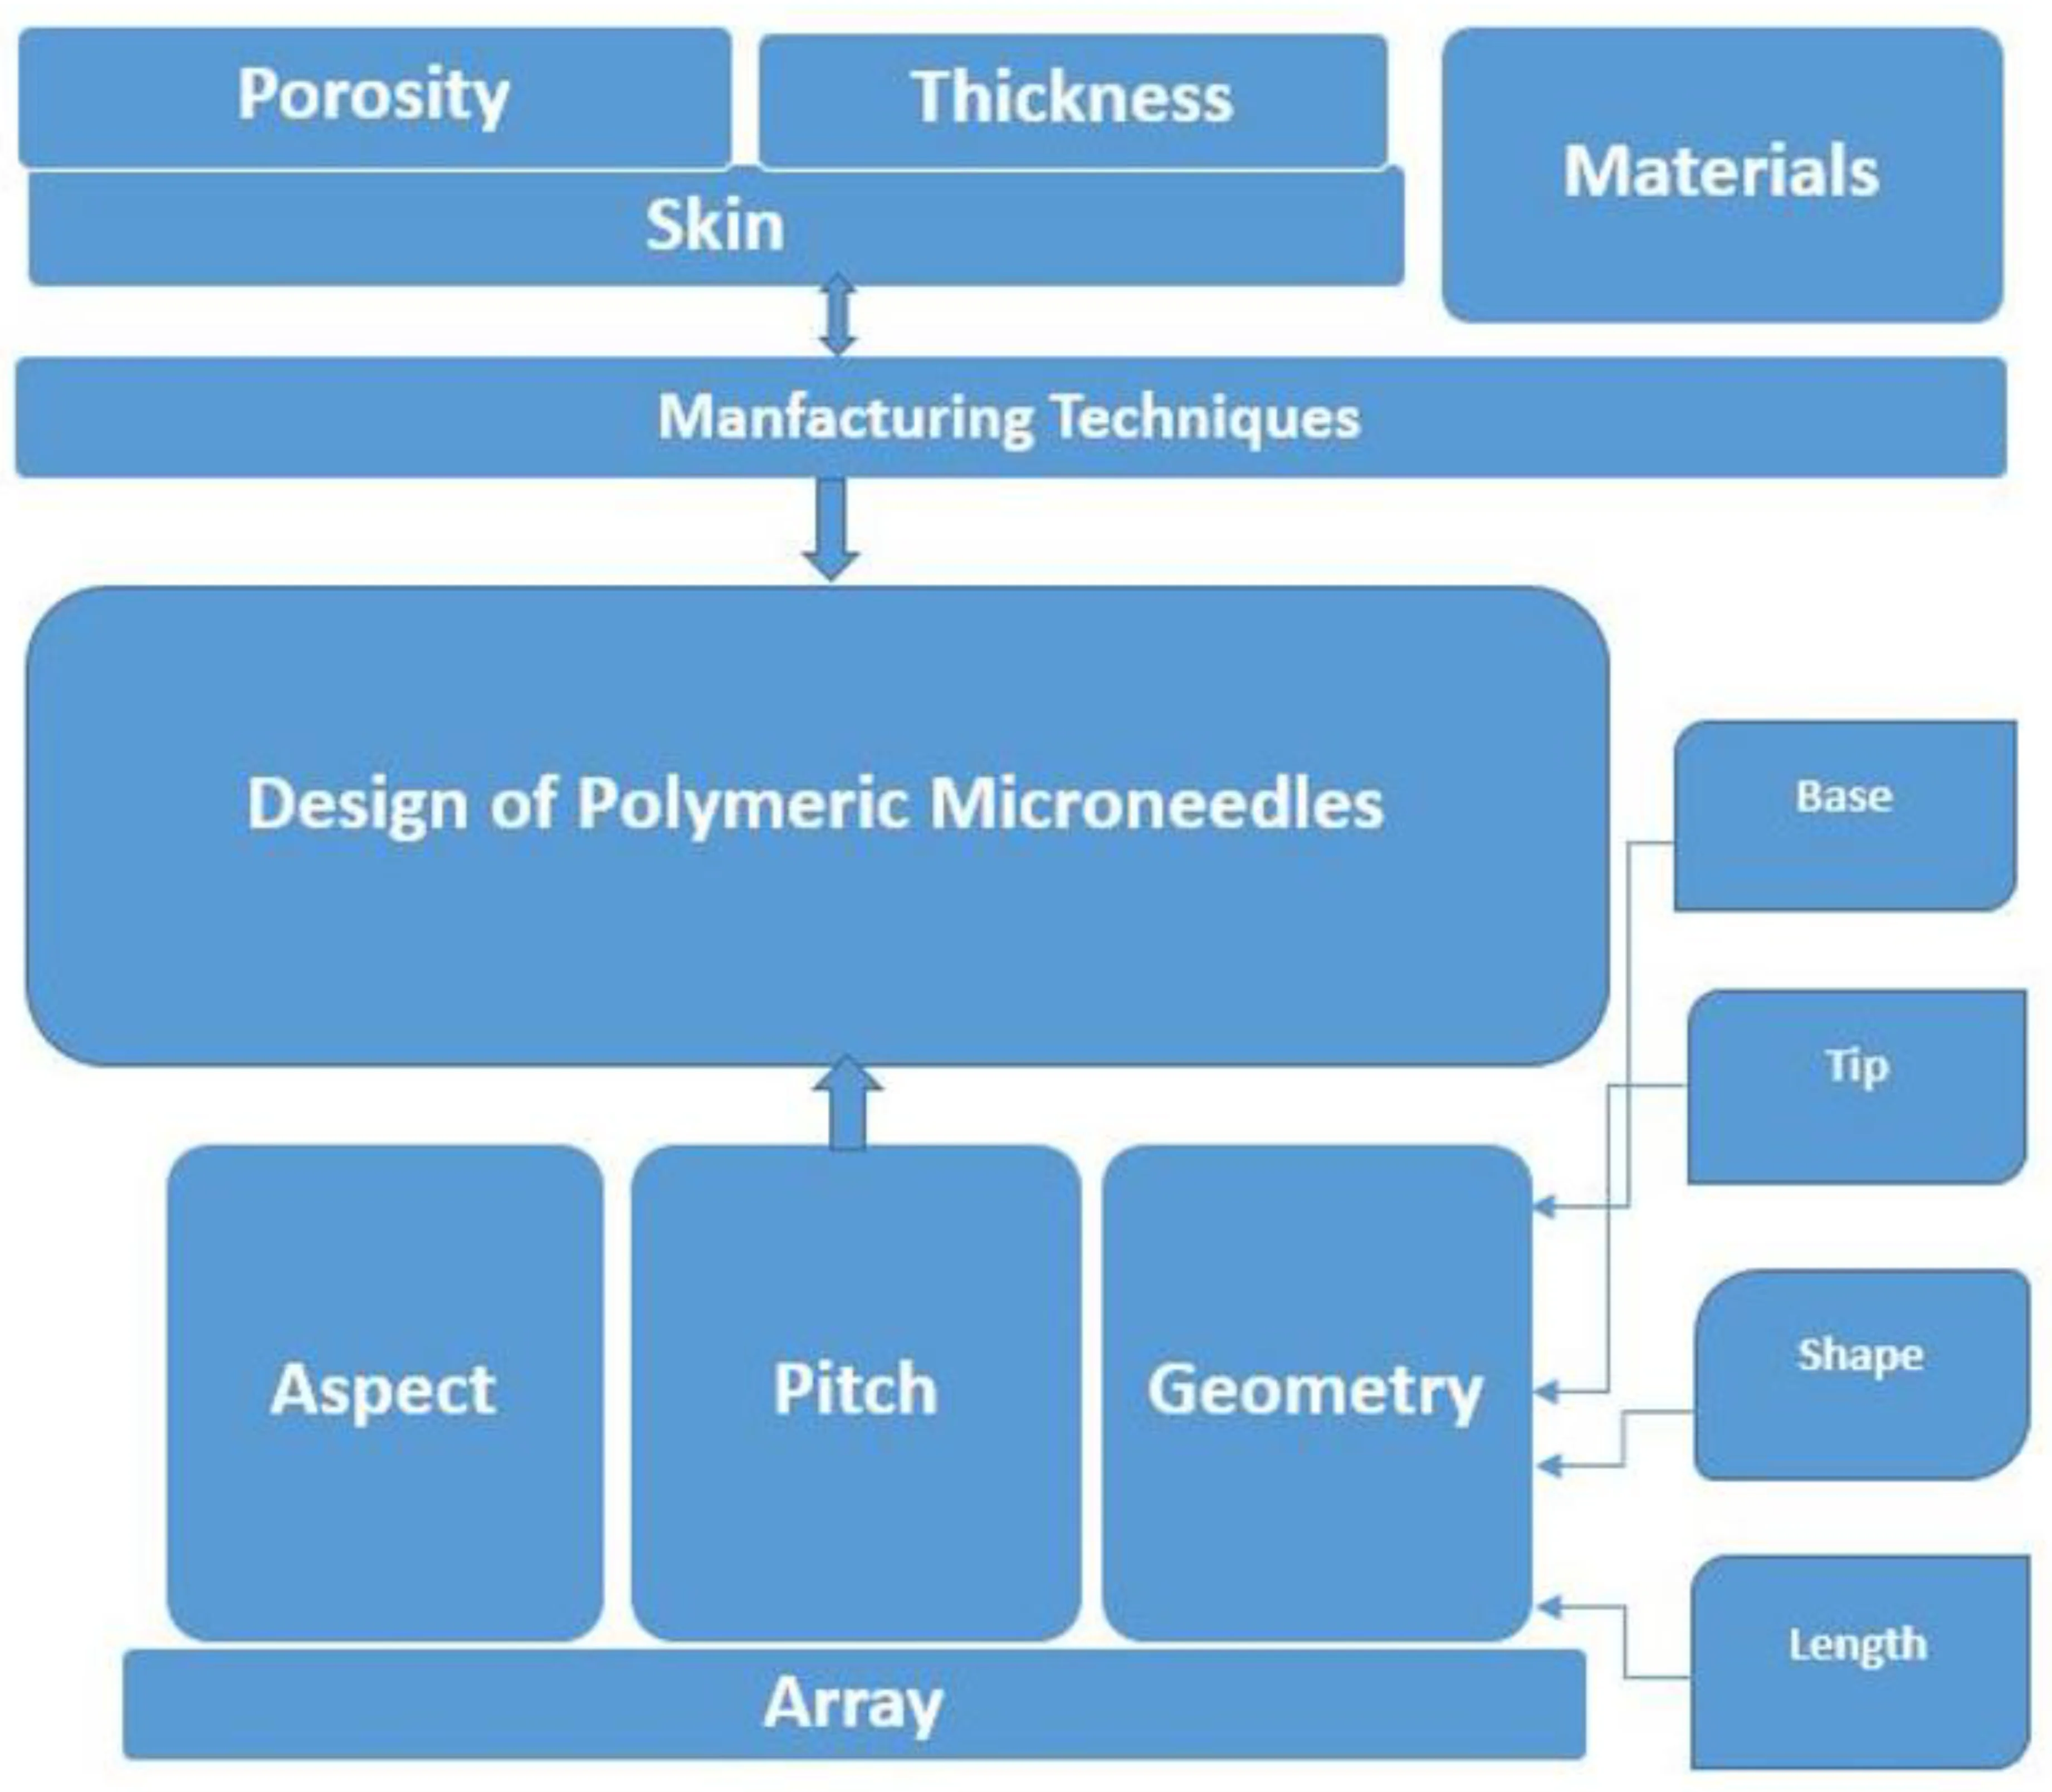 Porosity
Thickness
Materials
Skin
Manfacturing Techniques
Design of Polymeric Microneedles
Base
Tip
Shape
Length
Aspect
Pitch
Geometry
Array